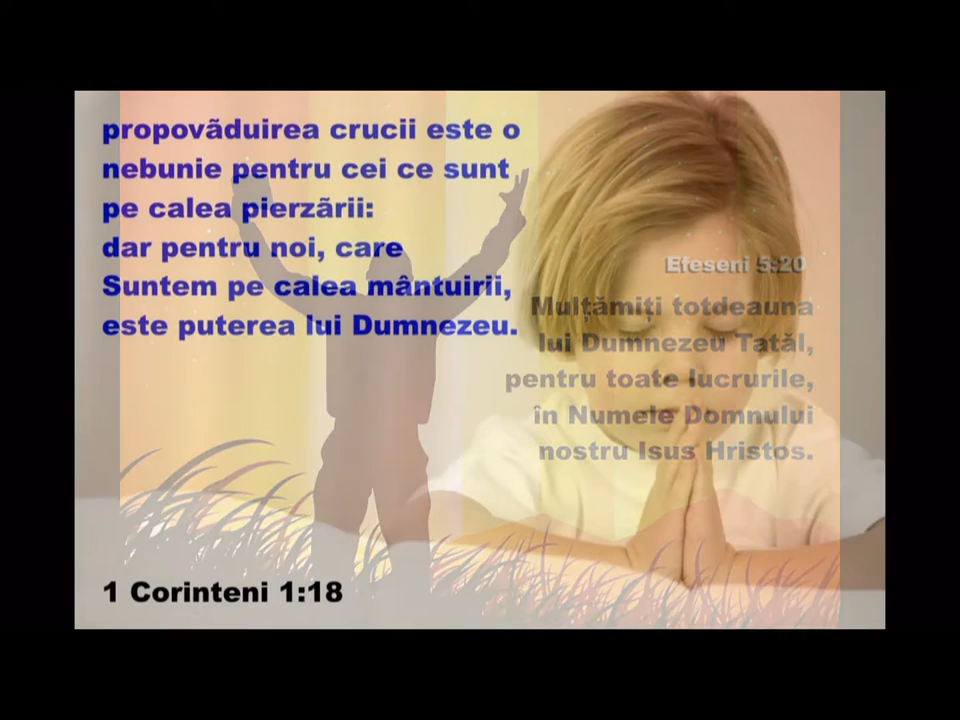 propovãduirea crucii este o
nebunie pentru cei ce sunt
pe calea pierzãrii:
dar pentru noi, care
Suntem pe calea mântuirii,
este puterea lui Dumnezeu.
1 Corinteni 1:18
Efeseni 5:20
Mulțămiți totdeauna
lui Dumnezeu Tatăl,
pentru toate lucrurile,
în Numele Domnului
nostru Isus Hristos.